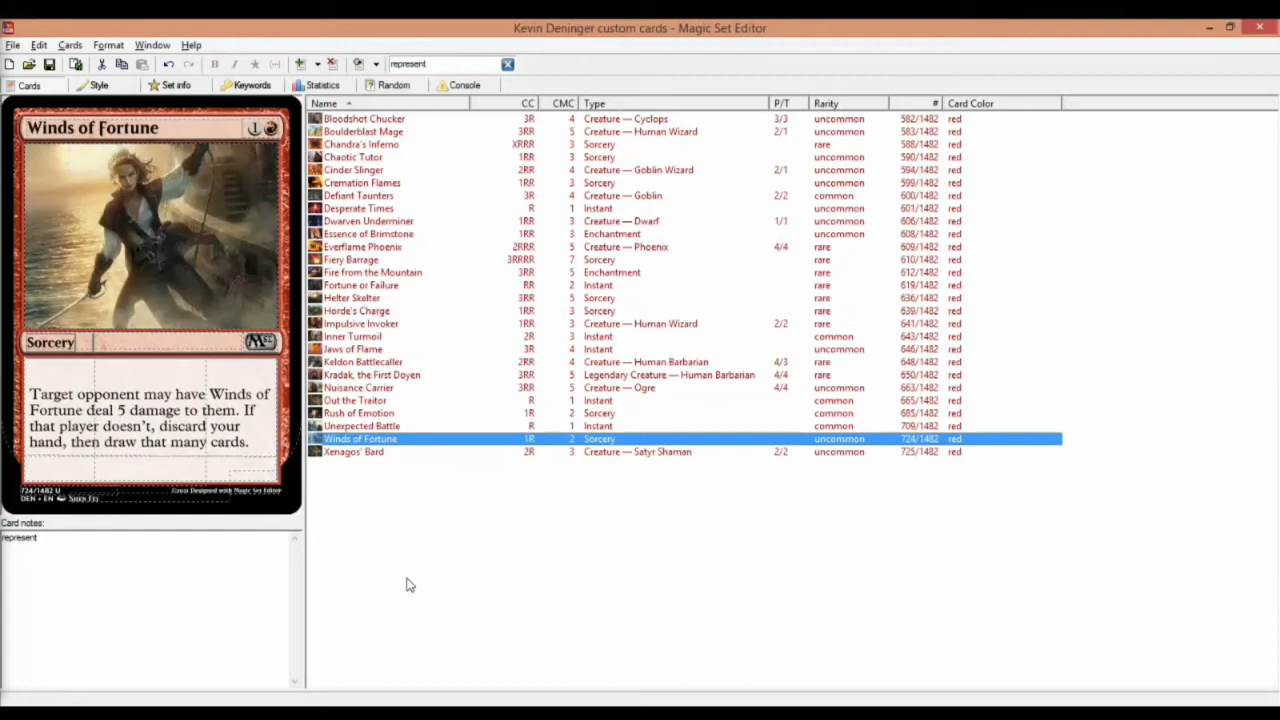 Kevin Deninger custom cards - Magic Set Editor
File Edit Cards Format Window Help
B I represent
Cards Style Set info Keywords Statistics Random Console
Winds of Fortune 1
Sorcery
Target opponent may have Winds of
Fortune deal 5 damage to them. If
that player doesn't, discard your
hand, then draw that many cards.
724/1482 U
DEN • EN
Card notes:
represent
Name CC CMC Type P/T Rarity # Card Color
Bloodshot Chucker 3R 4 Creature — Cyclops 3/3 uncommon 582/1482 red
Boulderblast Mage 3RR 5 Creature — Human Wizard 2/1 uncommon 583/1482 red
Chandra's Inferno XRRR 3 Sorcery rare 588/1482 red
Chaotic Tutor 1RR 3 Sorcery uncommon 590/1482 red
Cinder Slinger 2RR 4 Creature — Goblin Wizard 2/1 uncommon 594/1482 red
Cremation Flames 1RR 3 Sorcery uncommon 599/1482 red
Defiant Taunters 3R 4 Creature — Goblin 2/2 common 600/1482 red
Desperate Times R 1 Instant uncommon 601/1482 red
Dwarven Underminer 1RR 3 Creature — Dwarf 1/1 uncommon 606/1482 red
Essence of Brimstone 1RR 3 Enchantment uncommon 608/1482 red
Everflame Phoenix 2RRR 5 Creature — Phoenix 4/4 rare 609/1482 red
Fiery Barrage 3RRRR 7 Sorcery rare 610/1482 red
Fire from the Mountain 3RR 5 Enchantment rare 612/1482 red
Fortune or Failure RR 2 Instant rare 619/1482 red
Helter Skelter 3RR 5 Sorcery rare 636/1482 red
Horde's Charge 1RR 3 Sorcery rare 639/1482 red
Impulsive Invoker 1RR 3 Creature — Human Wizard 2/2 rare 641/1482 red
Inner Turmoil 2R 3 Instant common 643/1482 red
Jaws of Flame 3R 4 Instant uncommon 646/1482 red
Keldon Battlecaller 2RR 4 Creature — Human Barbarian 4/3 rare 648/1482 red
Kradak, the First Doyen 3RR 5 Legendary Creature — Human Barbarian 4/4 rare 650/1482 red
Nuisance Carrier 3RR 5 Creature — Ogre 4/4 uncommon 663/1482 red
Out the Traitor R 1 Instant common 665/1482 red
Rush of Emotion 1R 2 Sorcery common 685/1482 red
Unexpected Battle R 1 Instant common 709/1482 red
Winds of Fortune 1R 2 Sorcery uncommon 724/1482 red
Xenagos' Bard 2R 3 Creature — Satyr Shaman 2/2 uncommon 725/1482 red